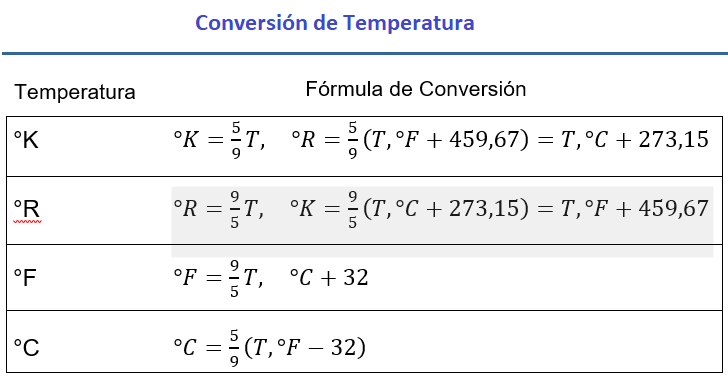 Conversión de Temperatura
Temperatura Fórmula de Conversión
°K °K = 5/9 T, °R = 5/9 (T, °F + 459,67) = T, °C + 273,15
°R °R = 9/5 T, °K = 9/5 (T, °C + 273,15) = T, °F + 459,67
°F °F = 9/5 T, °C + 32
°C °C = 5/9 (T, °F − 32)